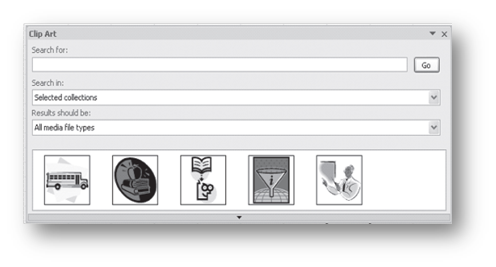 Clip Art
Search for:
Go
Search in:
Selected collections
Results should be:
All media file types